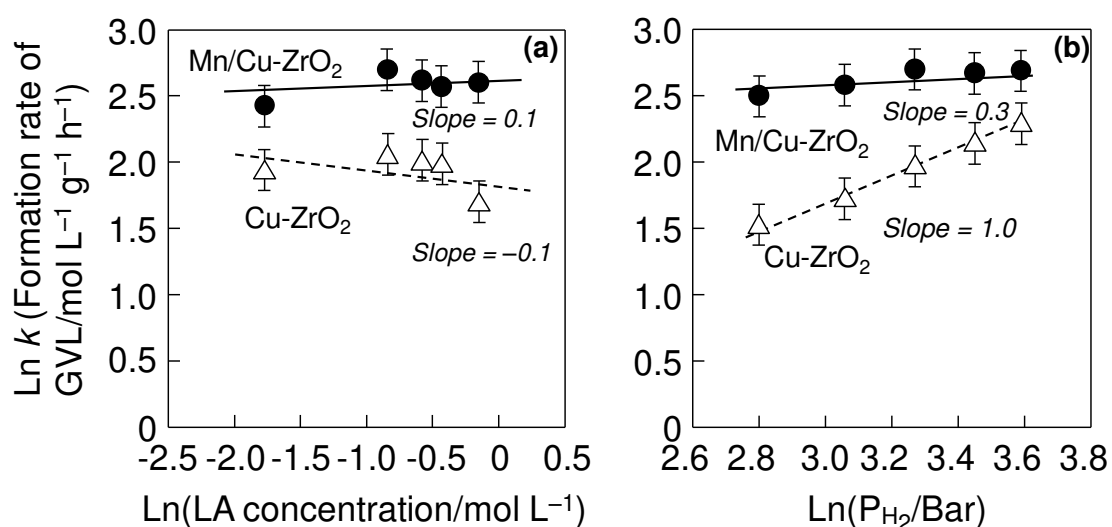 Ln k (Formation rate of
GVL/mol L⁻¹ g⁻¹ h⁻¹)
3.0
2.5
2.0
1.5
1.0
0.5
0
(a)
Mn/Cu-ZrO₂
Slope = 0.1
Cu-ZrO₂
Slope = –0.1
-2.5 -2.0 -1.5 -1.0 -0.5 0 0.5
Ln(LA concentration/mol L⁻¹)
3.0
2.5
2.0
1.5
1.0
0.5
0
(b)
Slope = 0.3
Mn/Cu-ZrO₂
Slope = 1.0
Cu-ZrO₂
2.6 2.8 3.0 3.2 3.4 3.6 3.8
Ln(P_H₂/Bar)